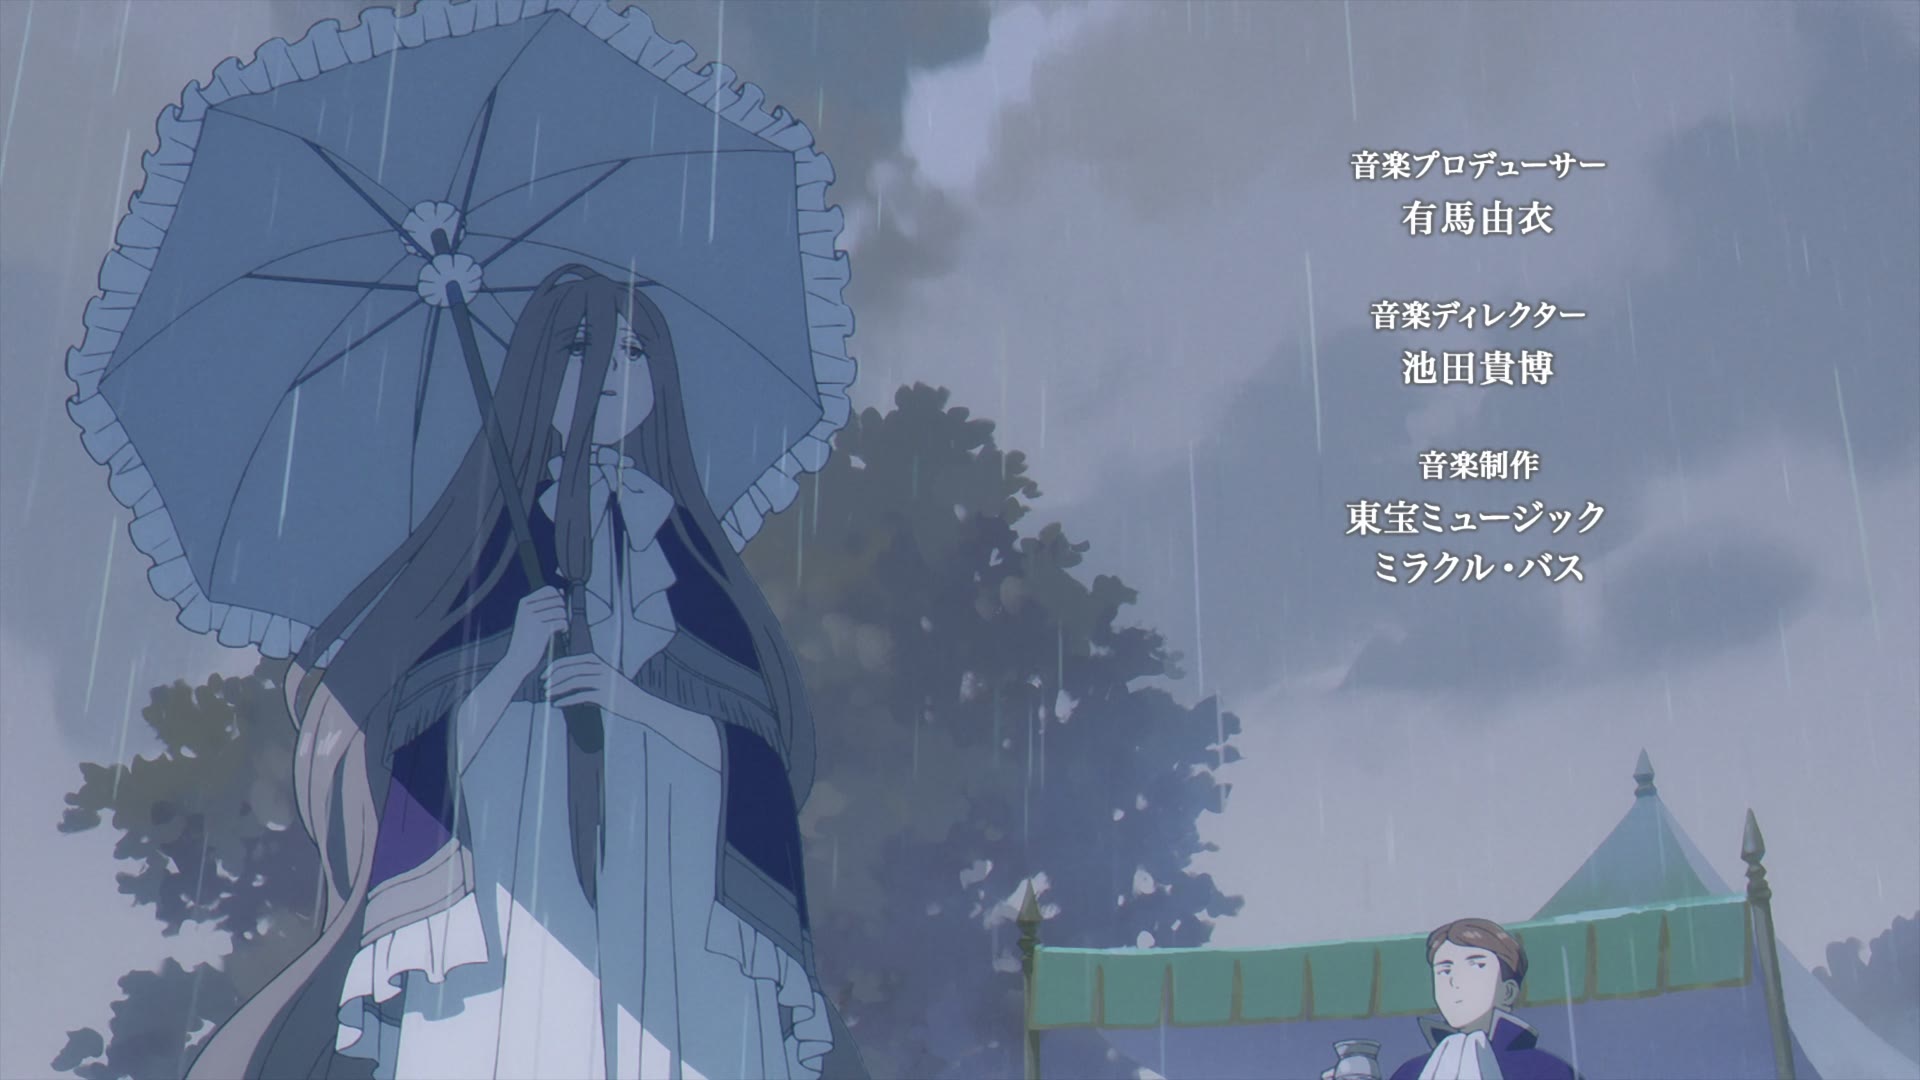 音楽プロデューサー
有馬由衣
音楽ディレクター
池田貴博
音楽制作
東宝ミュージック
ミラクル・バス